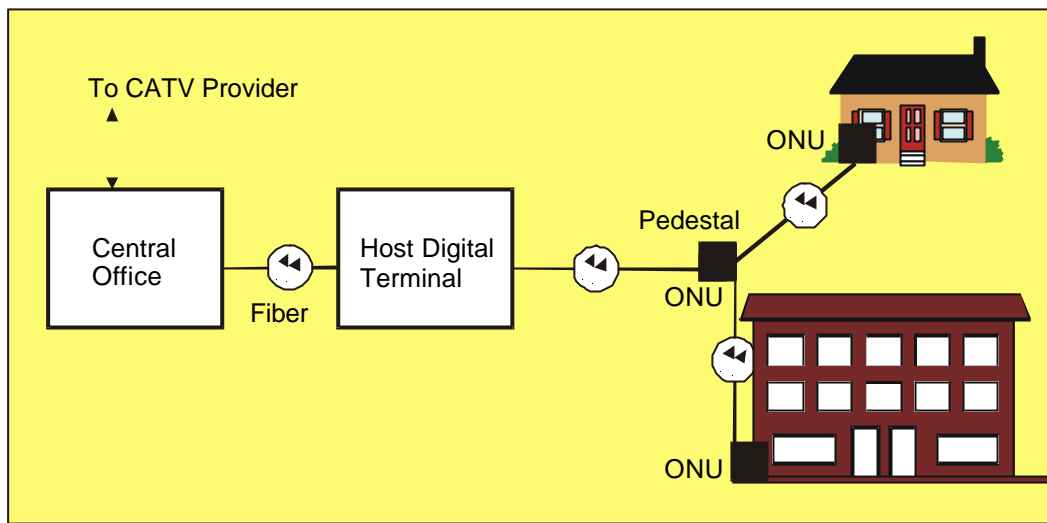 To CATV Provider
ONU
Pedestal
Central
Office
Host Digital
Terminal
Fiber
ONU
ONU